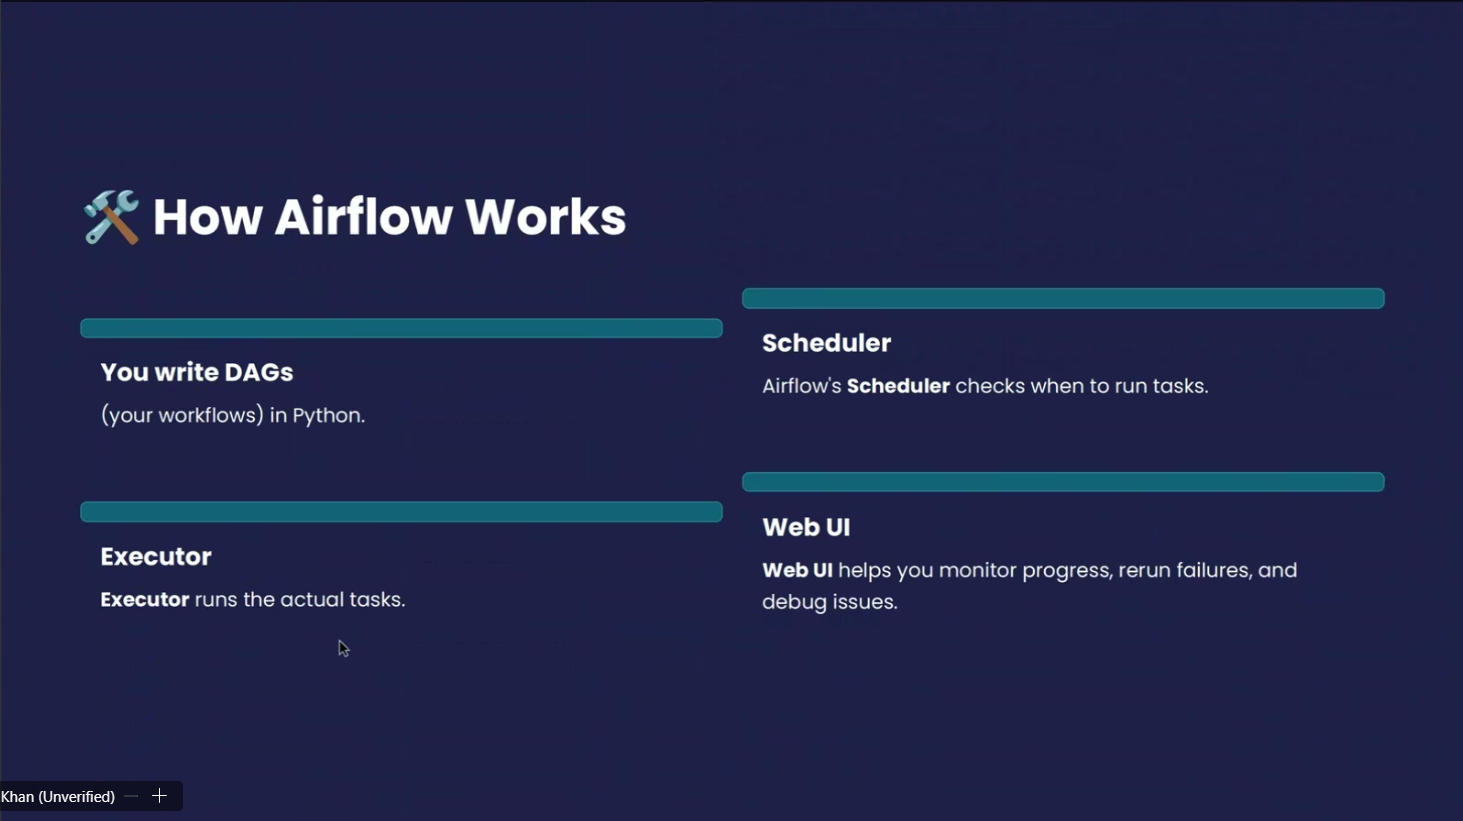 How Airflow Works
You write DAGs
(your workflows) in Python.
Scheduler
Airflow's Scheduler checks when to run tasks.
Executor
Executor runs the actual tasks.
Web UI
Web UI helps you monitor progress, rerun failures, and
debug issues.
Khan (Unverified)